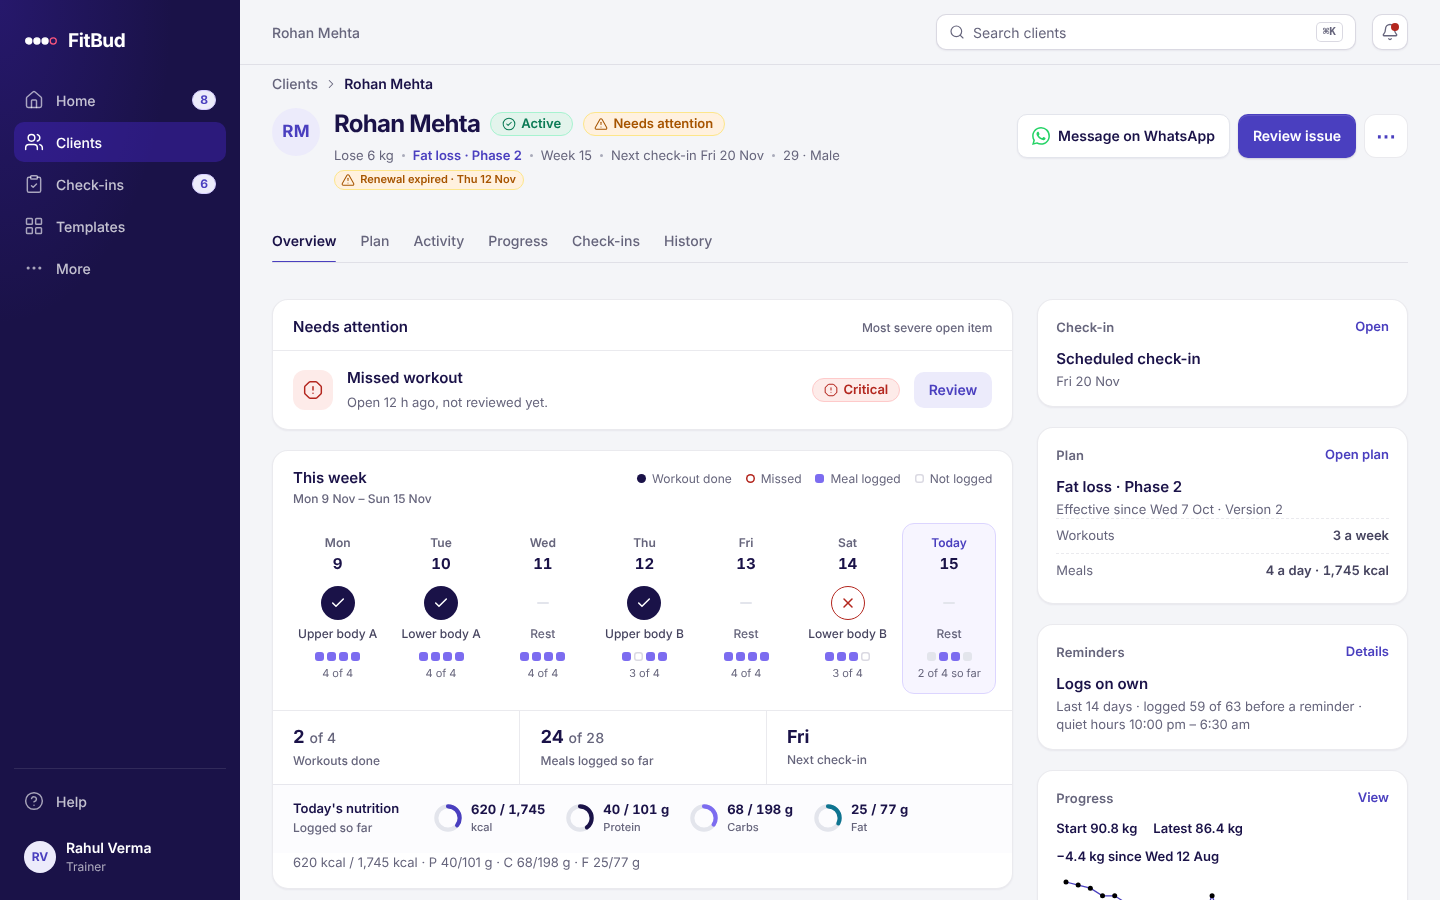 FitBud
Home 8
Clients
Check-ins 6
Templates
More
Help
RV
Rahul Verma
Trainer
Rohan Mehta
Search clients ⌘K
Clients > Rohan Mehta
RM
Rohan Mehta Active Needs attention
Lose 6 kg • Fat loss · Phase 2 • Week 15 • Next check-in Fri 20 Nov • 29 · Male
Renewal expired · Thu 12 Nov
Message on WhatsApp Review issue ...
Overview Plan Activity Progress Check-ins History
Needs attention Most severe open item
Missed workout
Open 12 h ago, not reviewed yet.
Critical Review
This week
Mon 9 Nov – Sun 15 Nov
Workout done Missed Meal logged Not logged
Mon Tue Wed Thu Fri Sat Today
9 10 11 12 13 14 15
Upper body A Lower body A Rest Upper body B Rest Lower body B Rest
4 of 4 4 of 4 4 of 4 3 of 4 4 of 4 3 of 4 2 of 4 so far
2 of 4
Workouts done
24 of 28
Meals logged so far
Fri
Next check-in
Today's nutrition
Logged so far
620 / 1,745
kcal
40 / 101 g
Protein
68 / 198 g
Carbs
25 / 77 g
Fat
620 kcal / 1,745 kcal · P 40/101 g · C 68/198 g · F 25/77 g
Check-in Open
Scheduled check-in
Fri 20 Nov
Plan Open plan
Fat loss · Phase 2
Effective since Wed 7 Oct · Version 2
Workouts 3 a week
Meals 4 a day · 1,745 kcal
Reminders Details
Logs on own
Last 14 days · logged 59 of 63 before a reminder ·
quiet hours 10:00 pm – 6:30 am
Progress View
Start 90.8 kg Latest 86.4 kg
−4.4 kg since Wed 12 Aug